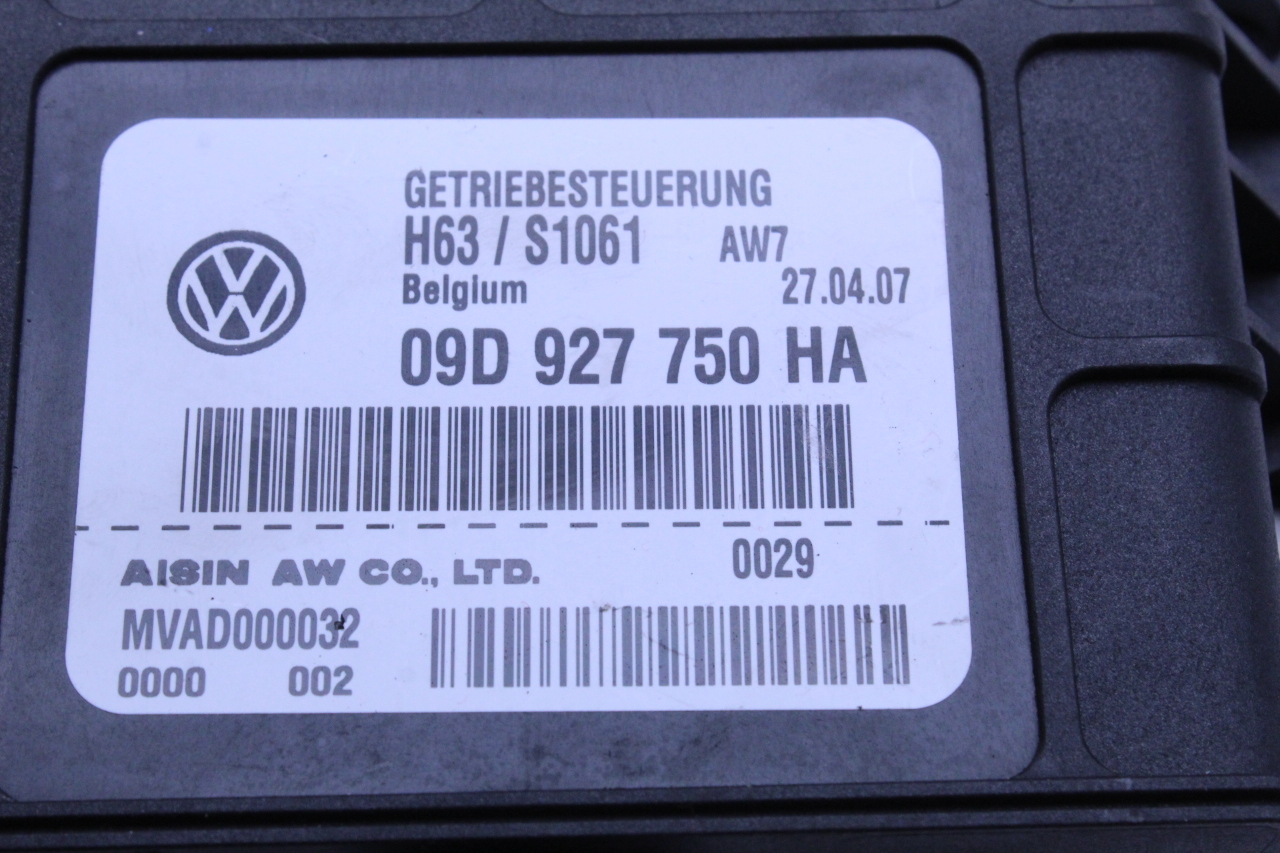 GETRIEBESTEUERUNG
H63 / S1061 AW7
Belgium 27.04.07
09D 927 750 HA
AISIN AW CO., LTD. 0029
MVAD000032
0000 002